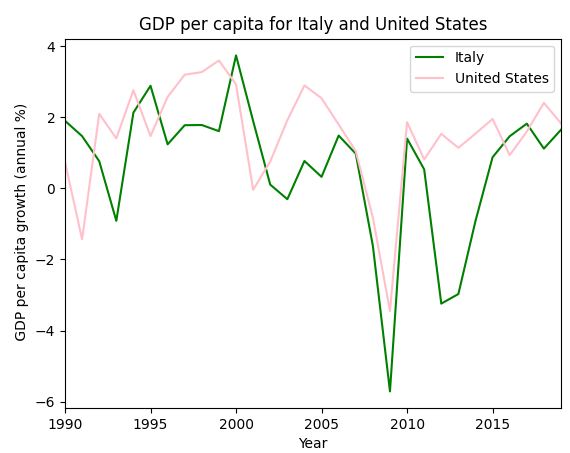 GDP per capita for Italy and United States
Italy
United States
GDP per capita growth (annual %)
4
2
0
−2
−4
−6
1990 1995 2000 2005 2010 2015
Year